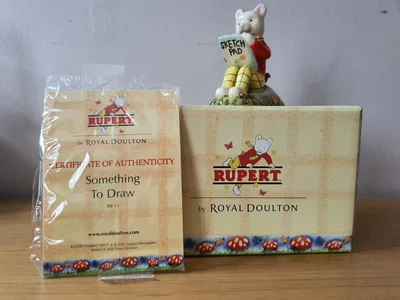 SKETCH
PAD
RUPERT
by ROYAL DOULTON
CERTIFICATE OF AUTHENTICITY
Something
To Draw
www.royaldoulton.com
RUPERT
by ROYAL DOULTON